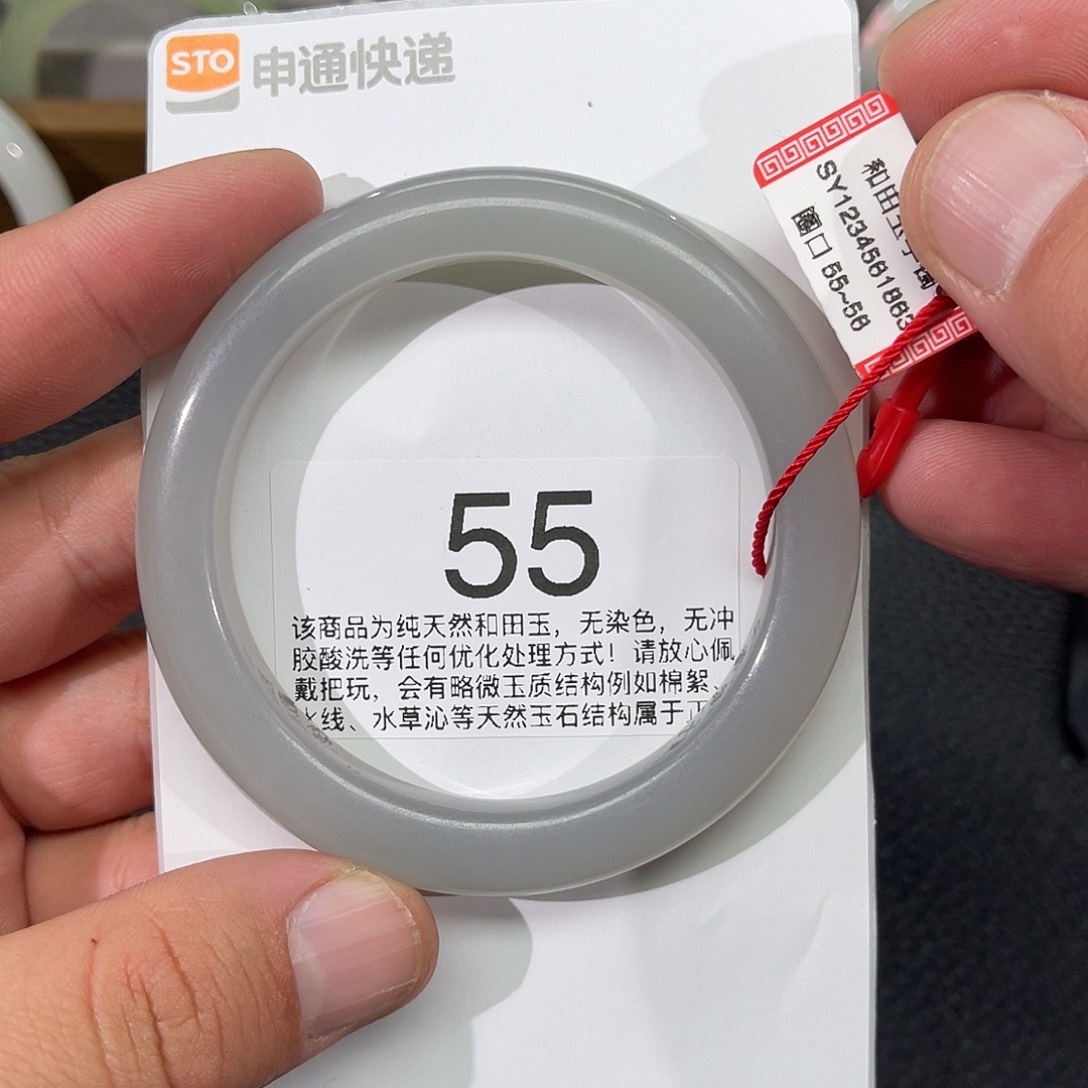 STO 申通快递
和田玉子
SY1234561863
圈口 55~56
55
该商品为纯天然和田玉，无染色，无冲
胶酸洗等任何优化处理方式！请放心佩
戴把玩，会有略微玉质结构例如棉絮、
水线、水草沁等天然玉石结构属于正